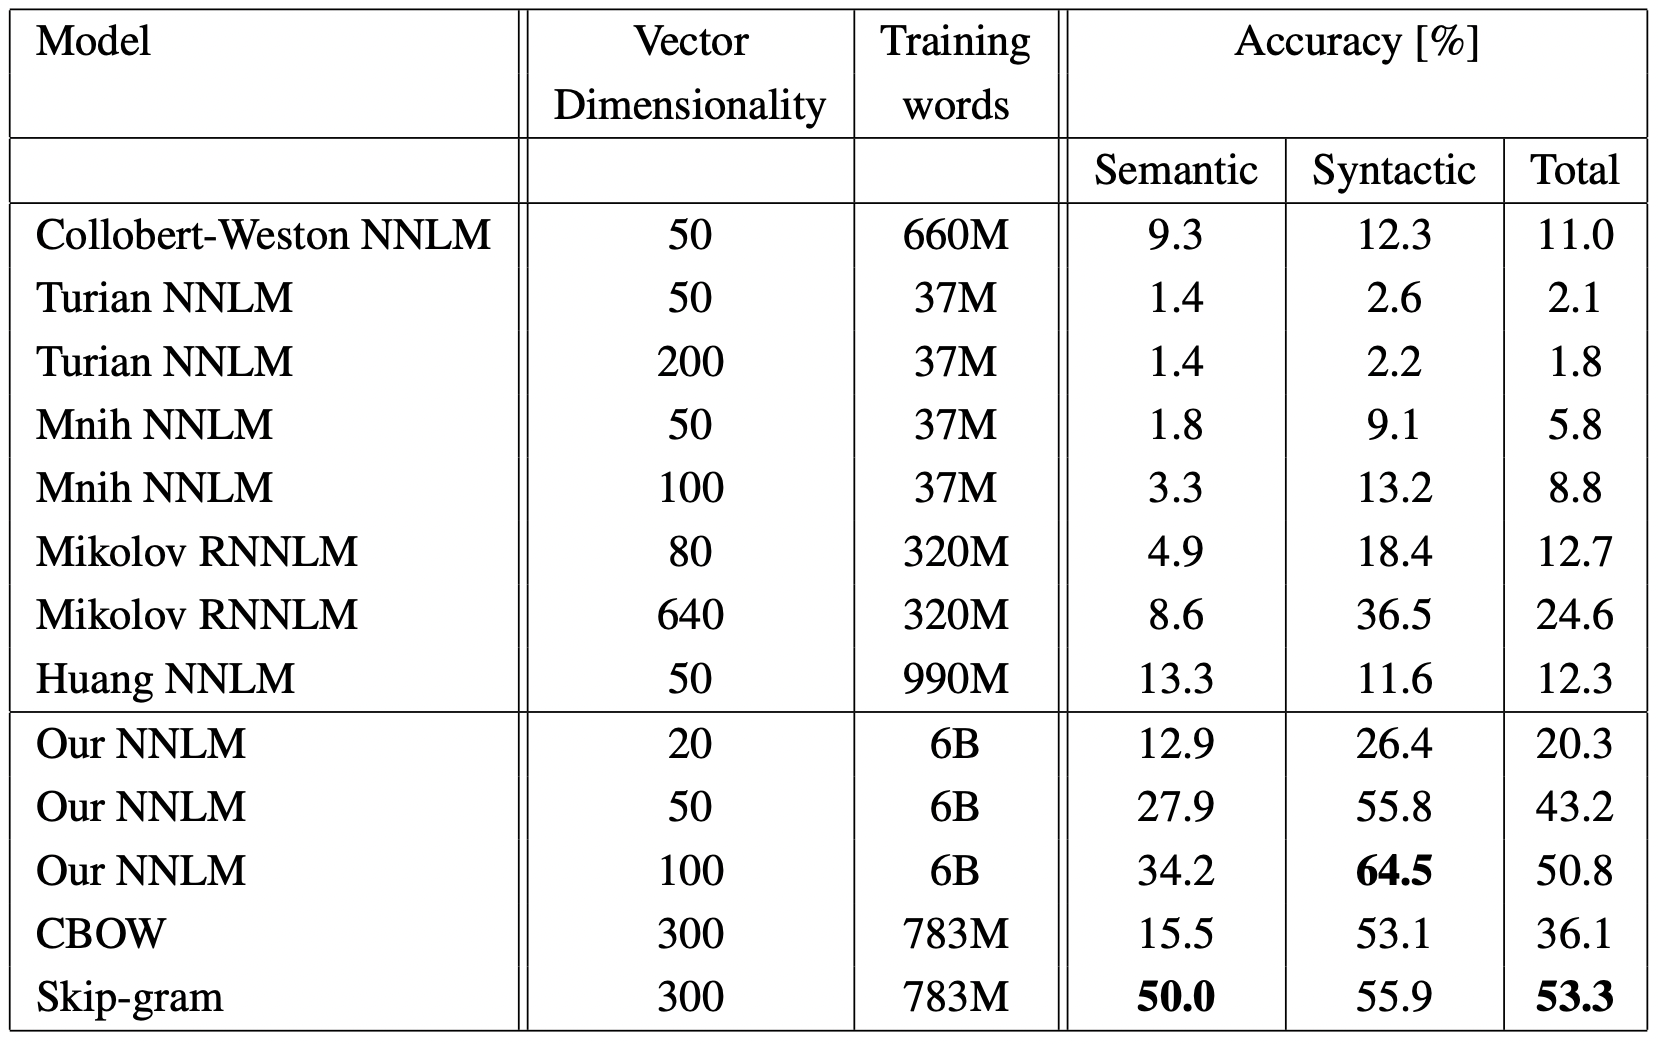 Model Vector Training Accuracy [%]
Dimensionality words
Semantic Syntactic Total
Collobert-Weston NNLM 50 660M 9.3 12.3 11.0
Turian NNLM 50 37M 1.4 2.6 2.1
Turian NNLM 200 37M 1.4 2.2 1.8
Mnih NNLM 50 37M 1.8 9.1 5.8
Mnih NNLM 100 37M 3.3 13.2 8.8
Mikolov RNNLM 80 320M 4.9 18.4 12.7
Mikolov RNNLM 640 320M 8.6 36.5 24.6
Huang NNLM 50 990M 13.3 11.6 12.3
Our NNLM 20 6B 12.9 26.4 20.3
Our NNLM 50 6B 27.9 55.8 43.2
Our NNLM 100 6B 34.2 64.5 50.8
CBOW 300 783M 15.5 53.1 36.1
Skip-gram 300 783M 50.0 55.9 53.3